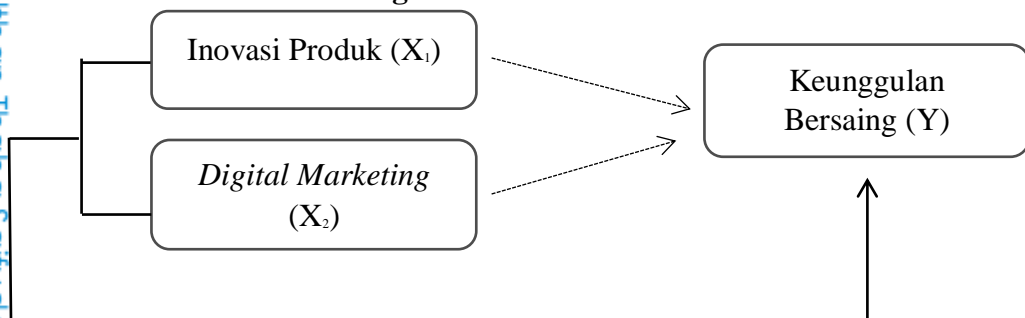 Inovasi Produk (X₁)
Keunggulan
Bersaing (Y)
Digital Marketing
(X₂)